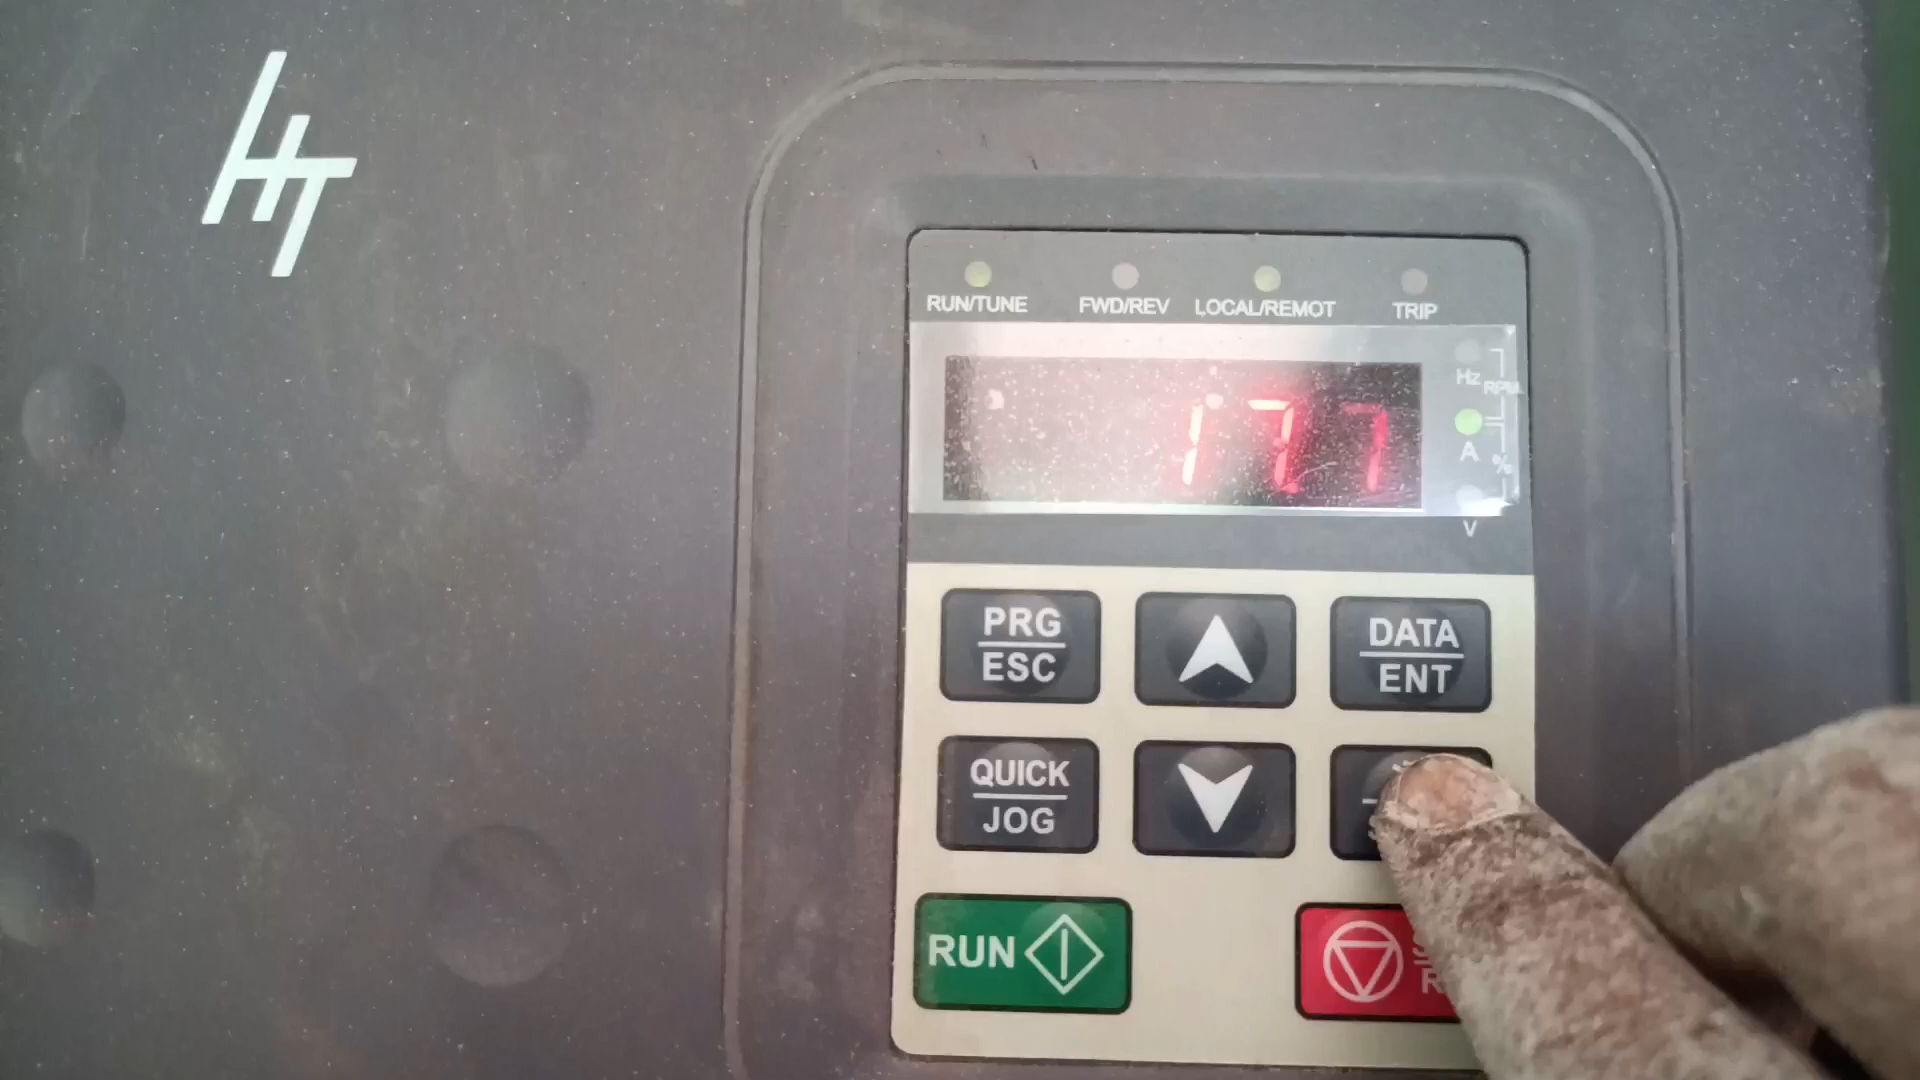 HT
RUN/TUNE FWD/REV LOCAL/REMOT TRIP
Hz RPM
17.7
A %
V
PRG DATA
ESC ENT
QUICK
JOG
RUN